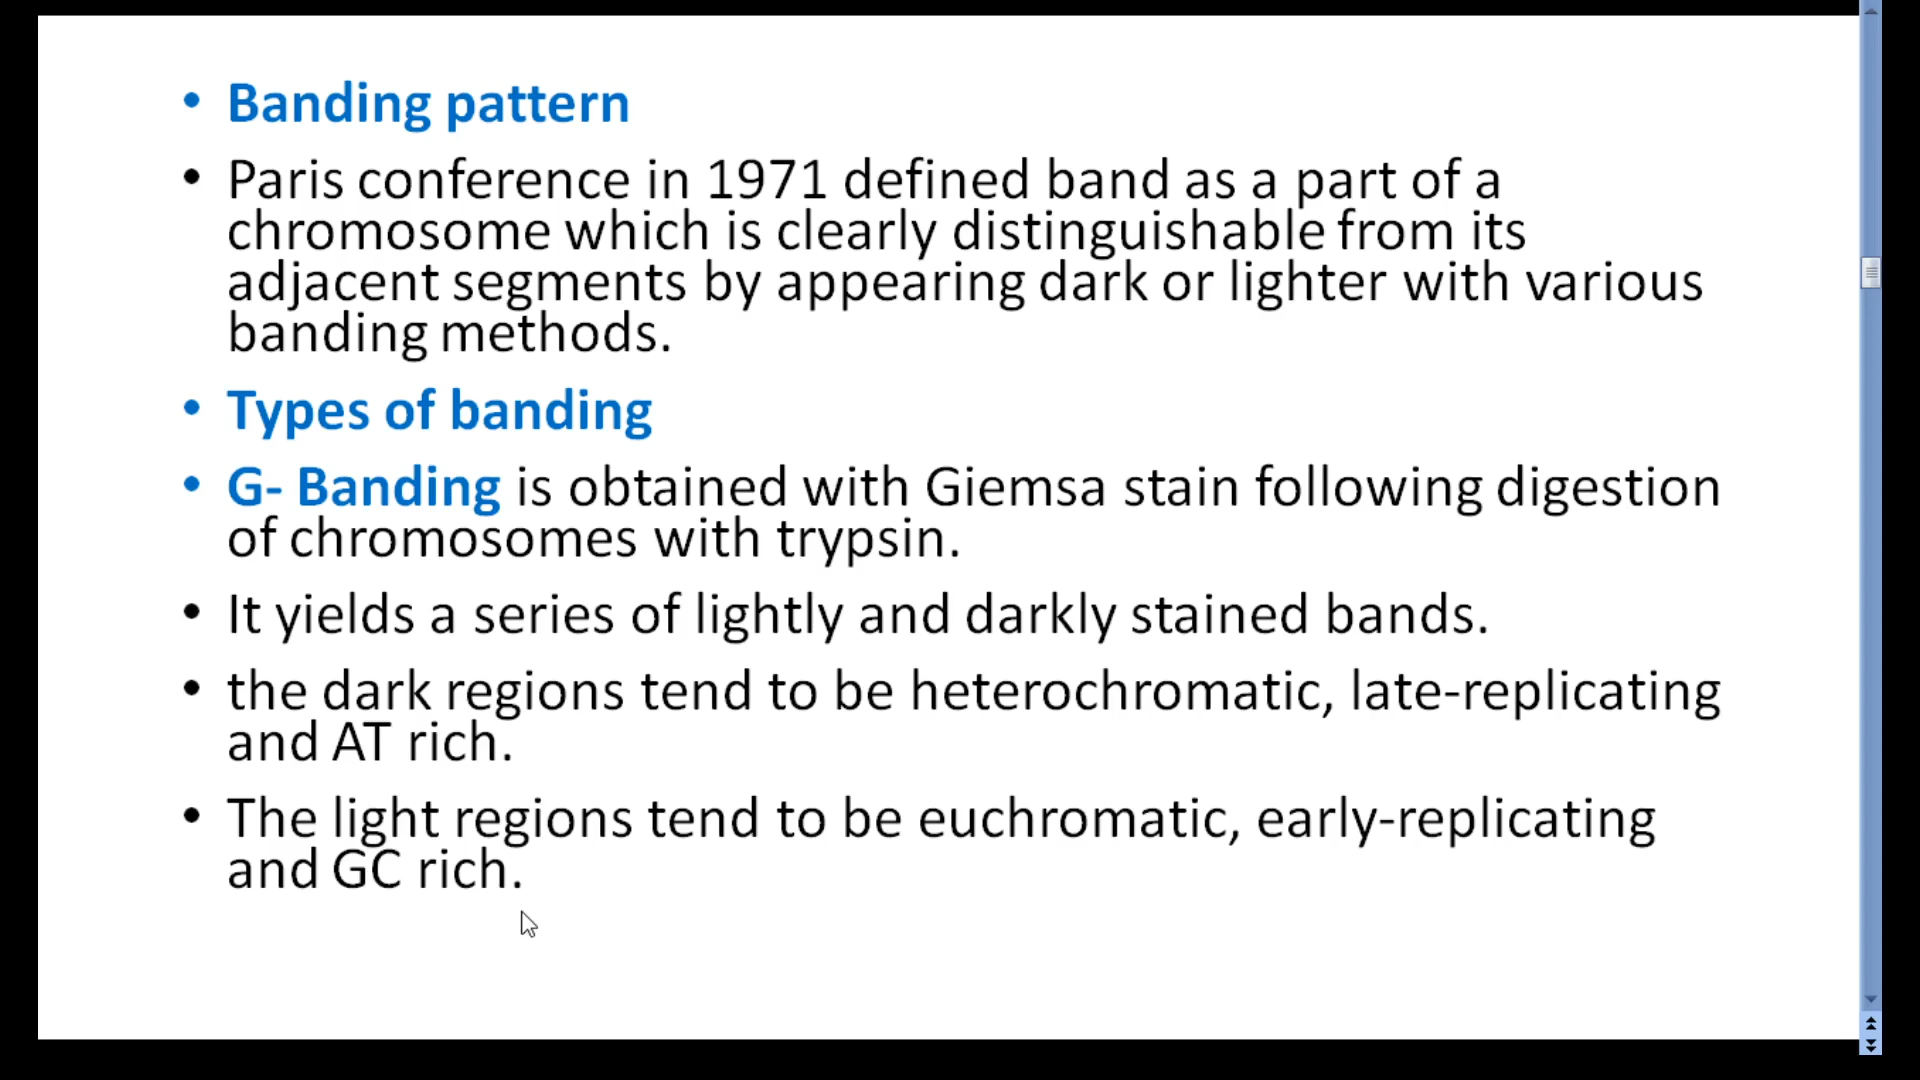 • Banding pattern
• Paris conference in 1971 defined band as a part of a
chromosome which is clearly distinguishable from its
adjacent segments by appearing dark or lighter with various
banding methods.
• Types of banding
• G- Banding is obtained with Giemsa stain following digestion
of chromosomes with trypsin.
• It yields a series of lightly and darkly stained bands.
• the dark regions tend to be heterochromatic, late-replicating
and AT rich.
• The light regions tend to be euchromatic, early-replicating
and GC rich.